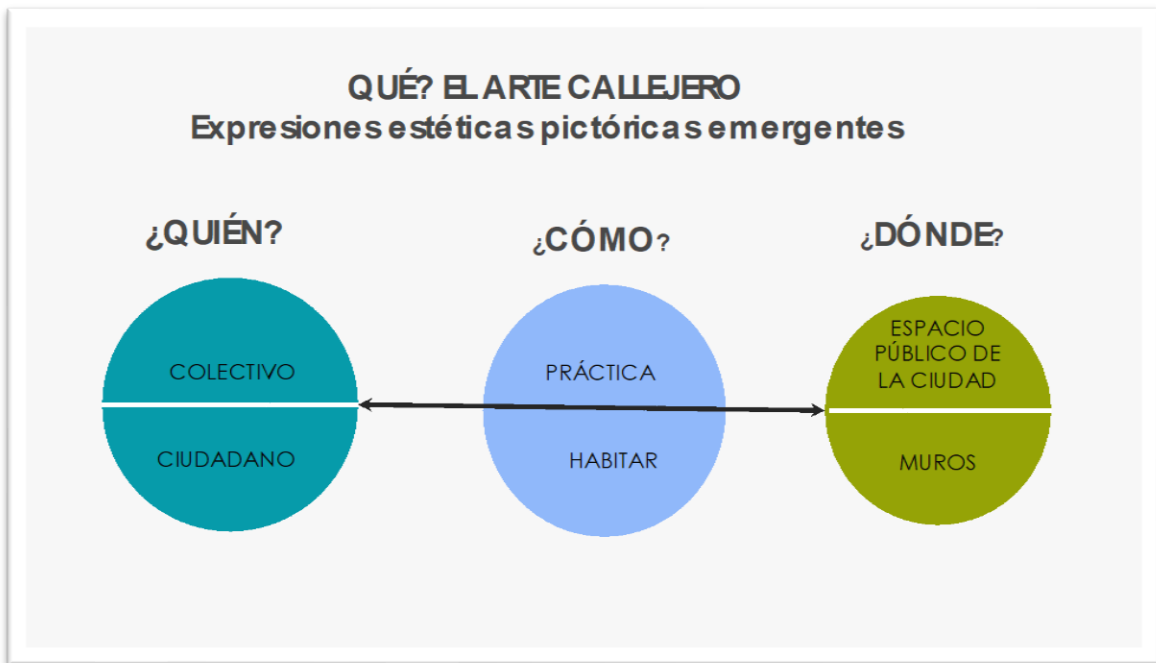 QUÉ? EL ARTE CALLEJERO
Expresiones estéticas pictóricas emergentes
¿QUIÉN?
¿CÓMO?
¿DÓNDE?
COLECTIVO
CIUDADANO
PRÁCTICA
HABITAR
ESPACIO
PÚBLICO DE
LA CIUDAD
MUROS